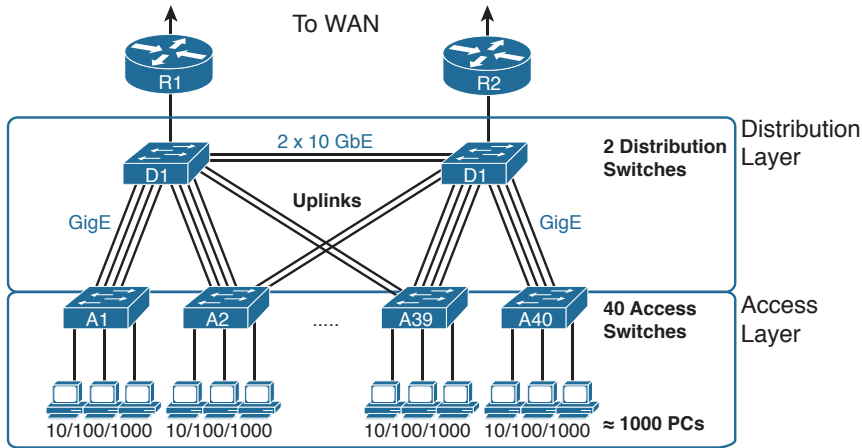 To WAN
R1
R2
2 x 10 GbE
2 Distribution
Switches
Distribution
Layer
D1
D1
Uplinks
GigE
GigE
A1
A2
.....
A39
A40
40 Access
Switches
Access
Layer
10/100/1000
10/100/1000
10/100/1000
10/100/1000
≈ 1000 PCs